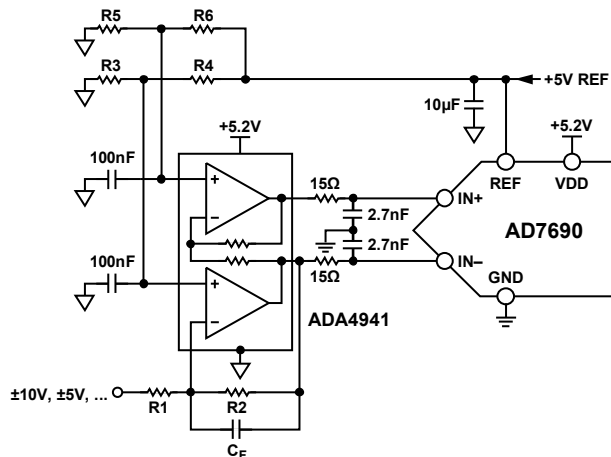 R5
R6
R3
R4
+5V REF
10µF
+5.2V
+5.2V
100nF
REF
VDD
+
15Ω
IN+
–
2.7nF
AD7690
2.7nF
100nF
IN–
+
15Ω
GND
–
ADA4941
±10V, ±5V, ...
R1
R2
CF